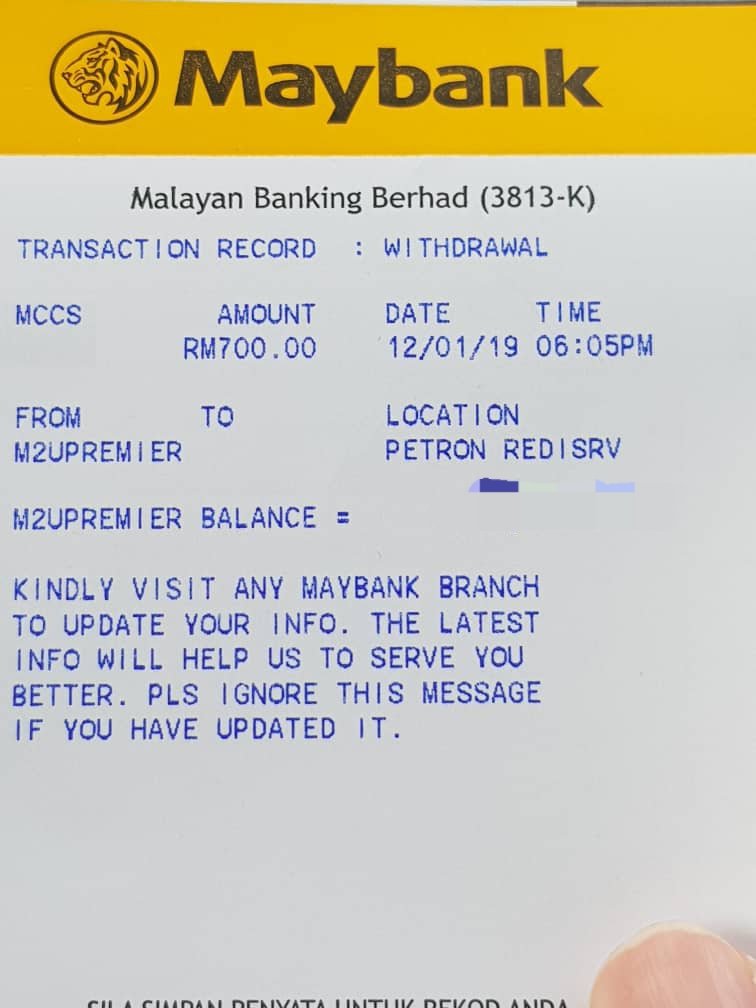 Maybank
Malayan Banking Berhad (3813-K)
TRANSACTION RECORD : WITHDRAWAL
MCCS AMOUNT DATE TIME
RM700.00 12/01/19 06:05PM
FROM TO LOCATION
M2UPREMIER PETRON REDISRV
M2UPREMIER BALANCE =
KINDLY VISIT ANY MAYBANK BRANCH
TO UPDATE YOUR INFO. THE LATEST
INFO WILL HELP US TO SERVE YOU
BETTER. PLS IGNORE THIS MESSAGE
IF YOU HAVE UPDATED IT.
SILA SIMPAN PENYATA UNTUK REKOD ANDA